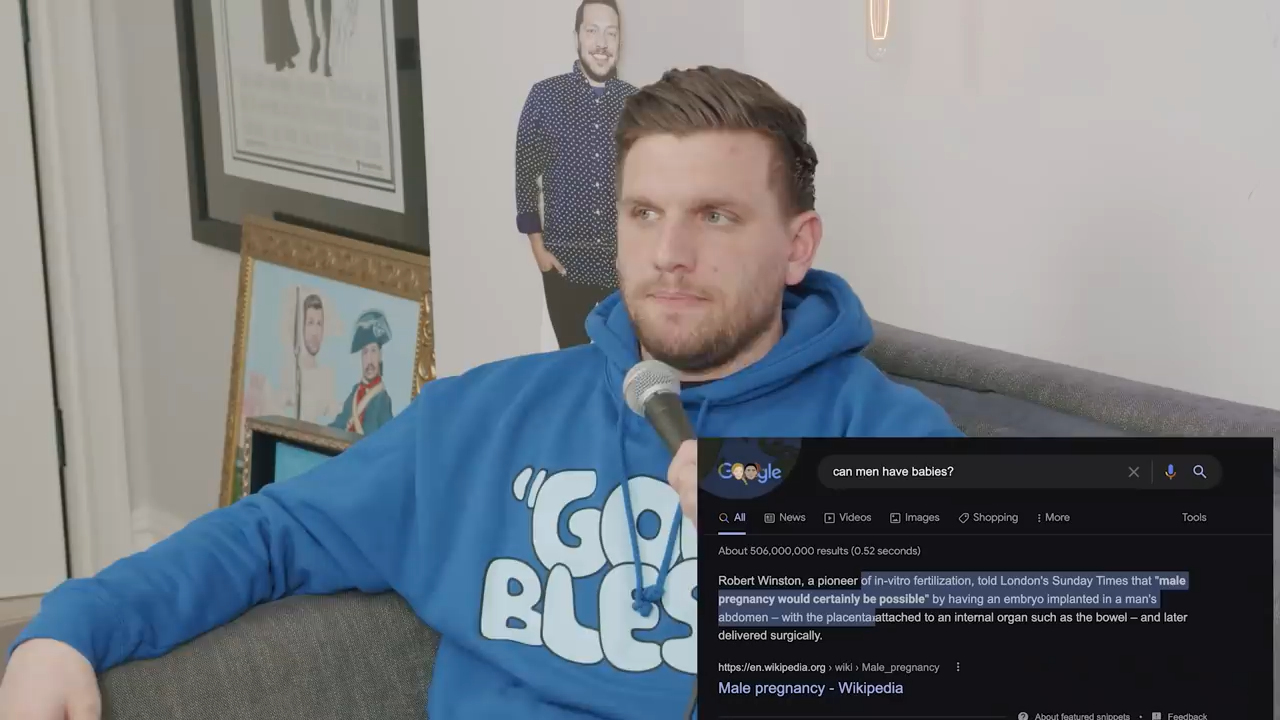 "GOD
BLES
Google
can men have babies?
All News Videos Images Shopping More Tools
About 506,000,000 results (0.52 seconds)
Robert Winston, a pioneer of in-vitro fertilization, told London's Sunday Times that "male
pregnancy would certainly be possible" by having an embryo implanted in a man's
abdomen – with the placenta attached to an internal organ such as the bowel – and later
delivered surgically.
https://en.wikipedia.org › wiki › Male_pregnancy
Male pregnancy - Wikipedia
About featured snippets • Feedback